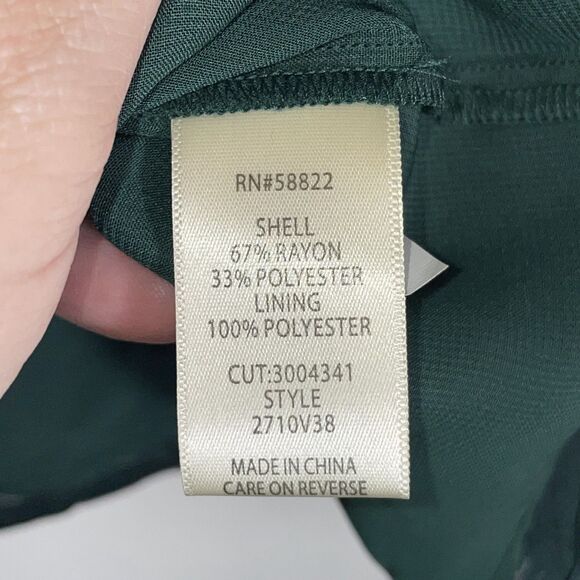 RN#58822
SHELL
67% RAYON
33% POLYESTER
LINING
100% POLYESTER
CUT:3004341
STYLE
2710V38
MADE IN CHINA
CARE ON REVERSE